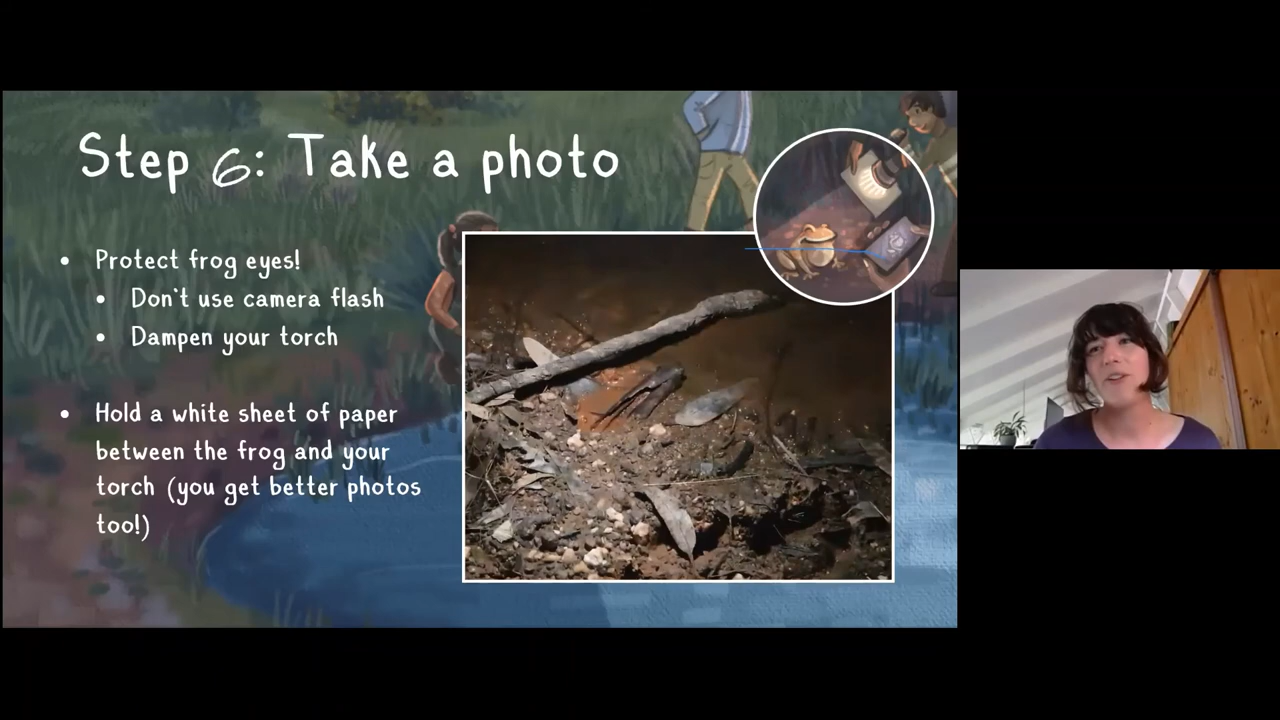 Step 6: Take a photo
Protect frog eyes!
Don't use camera flash
Dampen your torch
Hold a white sheet of paper
between the frog and your
torch (you get better photos
too!)